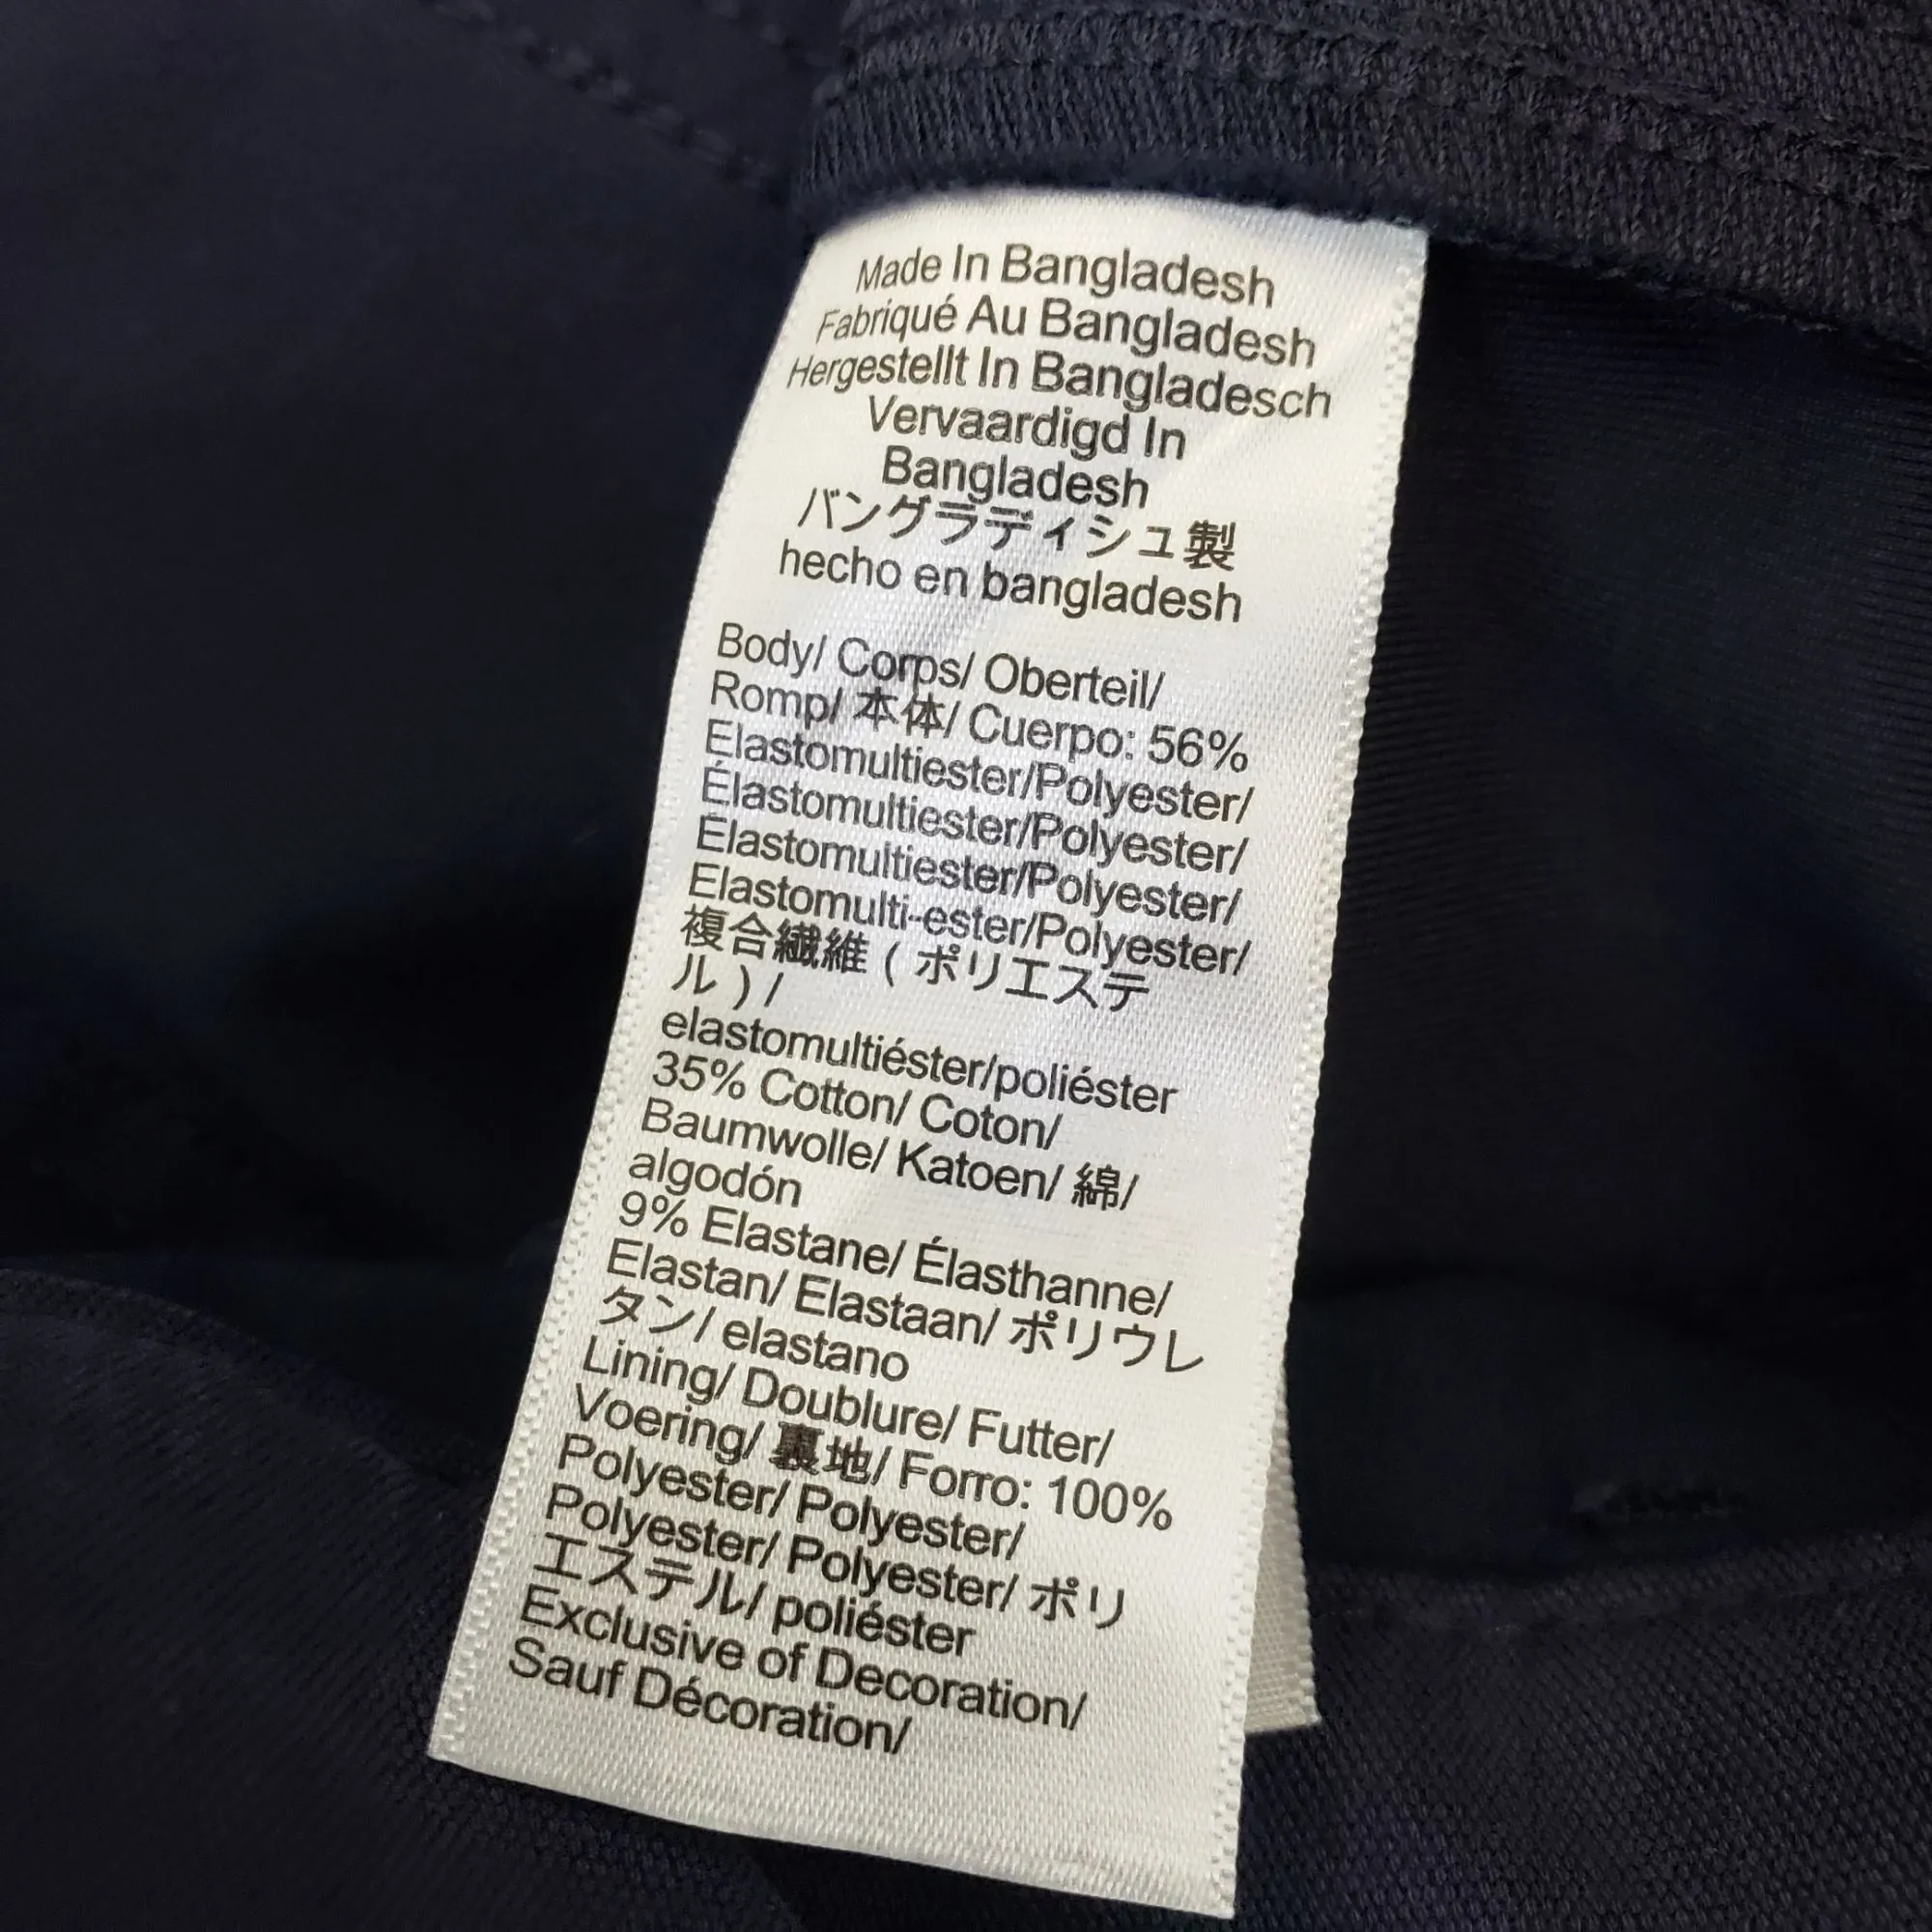 Made In Bangladesh
Fabriqué Au Bangladesh
Hergestellt In Bangladesch
Vervaardigd In
Bangladesh
バングラディシュ製
hecho en bangladesh
Body/ Corps/ Oberteil/
Romp/ 本体/ Cuerpo: 56%
Elastomultiester/Polyester/
Élastomultiester/Polyester/
Elastomultiester/Polyester/
Elastomulti-ester/Polyester/
複合繊維 ( ポリエステ
ル ) /
elastomultiéster/poliéster
35% Cotton/ Coton/
Baumwolle/ Katoen/ 綿/
algodón
9% Elastane/ Élasthanne/
Elastan/ Elastaan/ ポリウレ
タン/ elastano
Lining/ Doublure/ Futter/
Voering/ 裏地/ Forro: 100%
Polyester/ Polyester/
Polyester/ Polyester/ ポリ
エステル/ poliéster
Exclusive of Decoration/
Sauf Décoration/